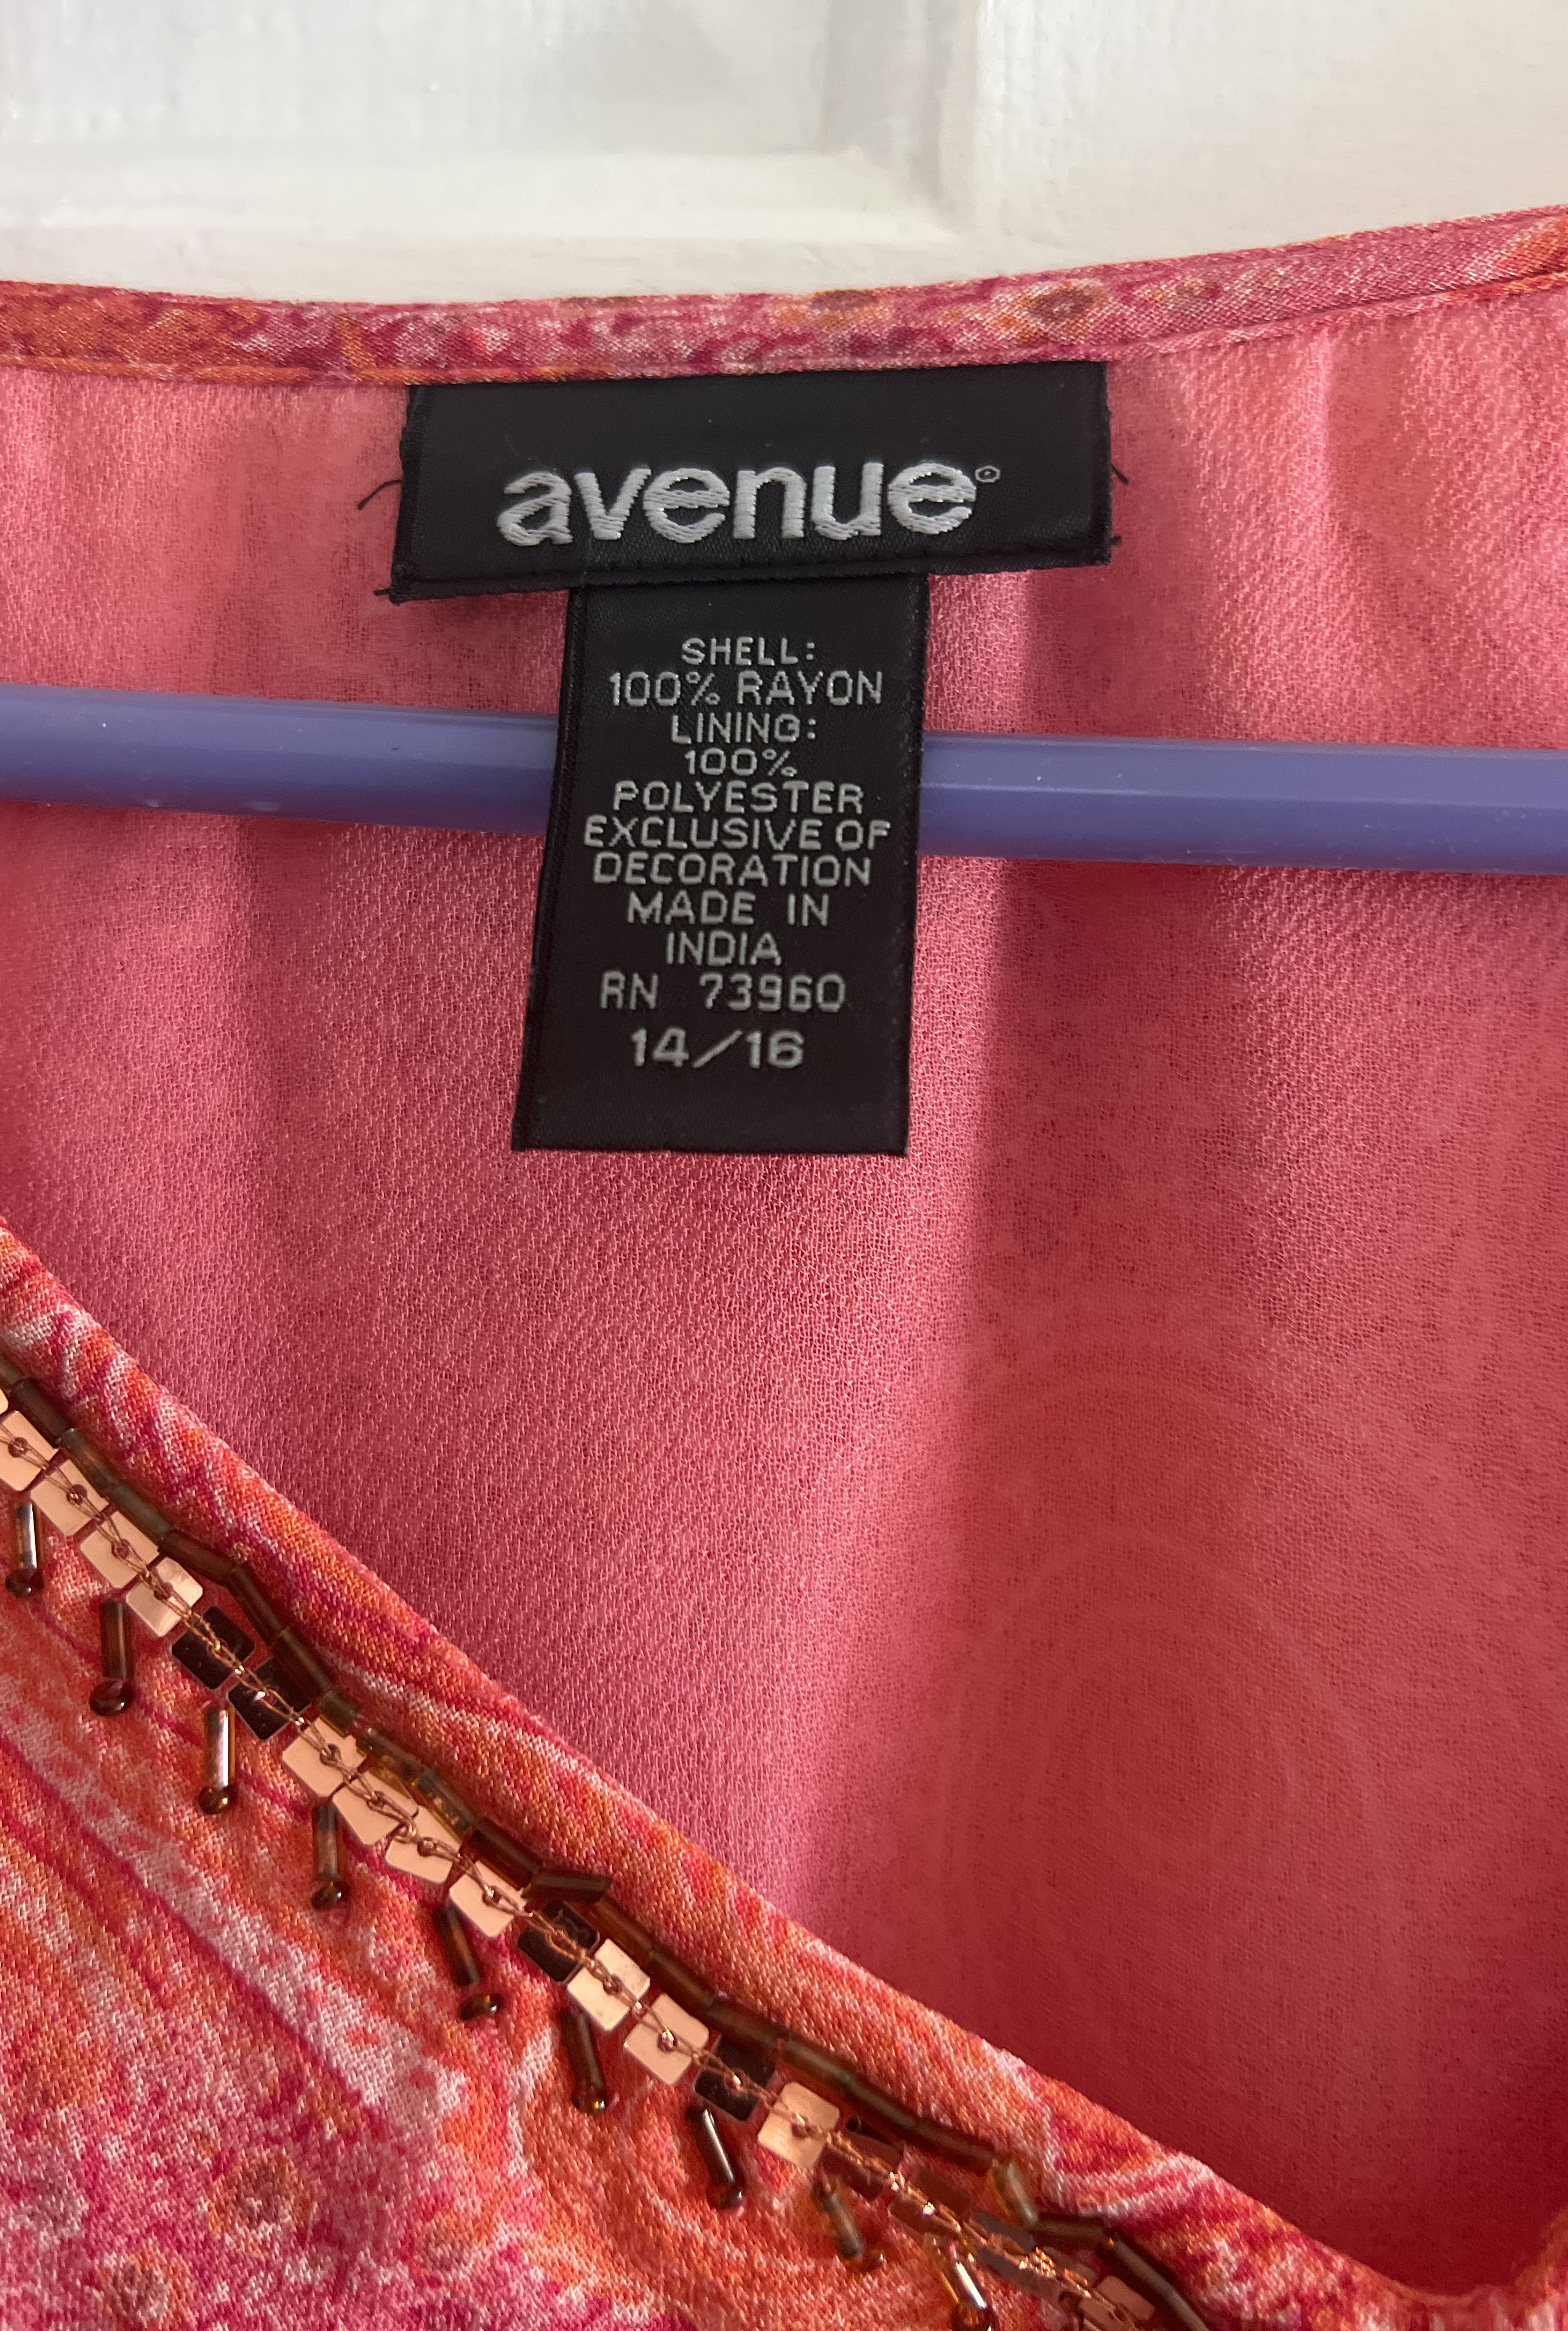 avenue®
SHELL:
100% RAYON
LINING:
100%
POLYESTER
EXCLUSIVE OF
DECORATION
MADE IN
INDIA
RN 73960
14/16